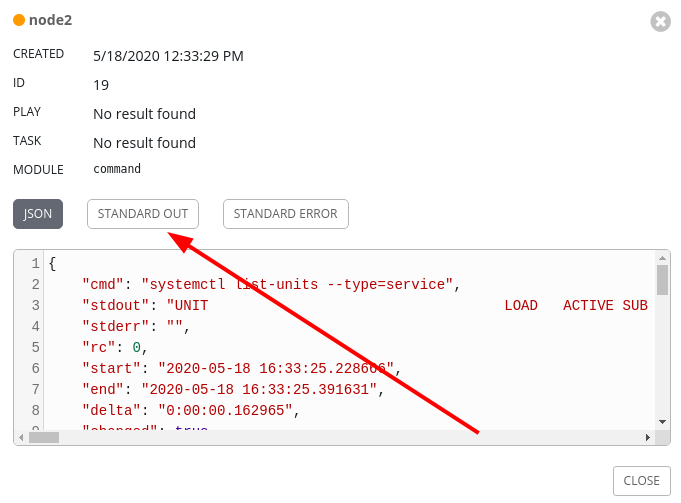 node2
CREATED 5/18/2020 12:33:29 PM
ID 19
PLAY No result found
TASK No result found
MODULE command
JSON STANDARD OUT STANDARD ERROR
1 {
2 "cmd": "systemctl list-units --type=service",
3 "stdout": "UNIT LOAD ACTIVE SUB
4 "stderr": "",
5 "rc": 0,
6 "start": "2020-05-18 16:33:25.228666",
7 "end": "2020-05-18 16:33:25.391631",
8 "delta": "0:00:00.162965",
9 "changed": true
CLOSE